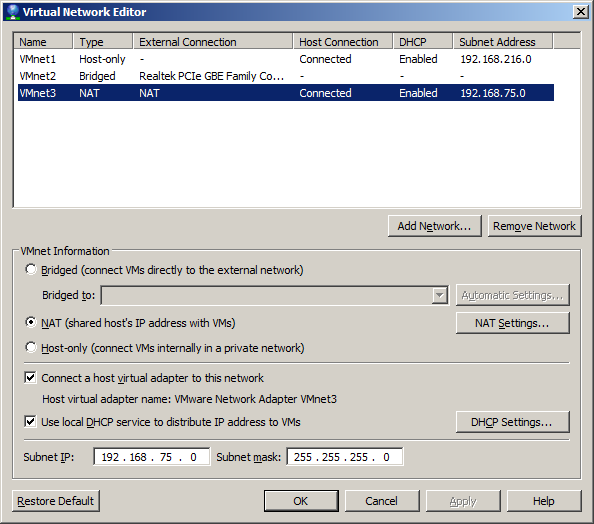 Virtual Network Editor
Name Type External Connection Host Connection DHCP Subnet Address
VMnet1 Host-only - Connected Enabled 192.168.216.0
VMnet2 Bridged Realtek PCIe GBE Family Co... - - -
VMnet3 NAT NAT Connected Enabled 192.168.75.0
Add Network... Remove Network
VMnet Information
Bridged (connect VMs directly to the external network)
Bridged to: Automatic Settings...
NAT (shared host's IP address with VMs) NAT Settings...
Host-only (connect VMs internally in a private network)
Connect a host virtual adapter to this network
Host virtual adapter name: VMware Network Adapter VMnet3
Use local DHCP service to distribute IP address to VMs DHCP Settings...
Subnet IP: 192 . 168 . 75 . 0 Subnet mask: 255 . 255 . 255 . 0
Restore Default OK Cancel Apply Help